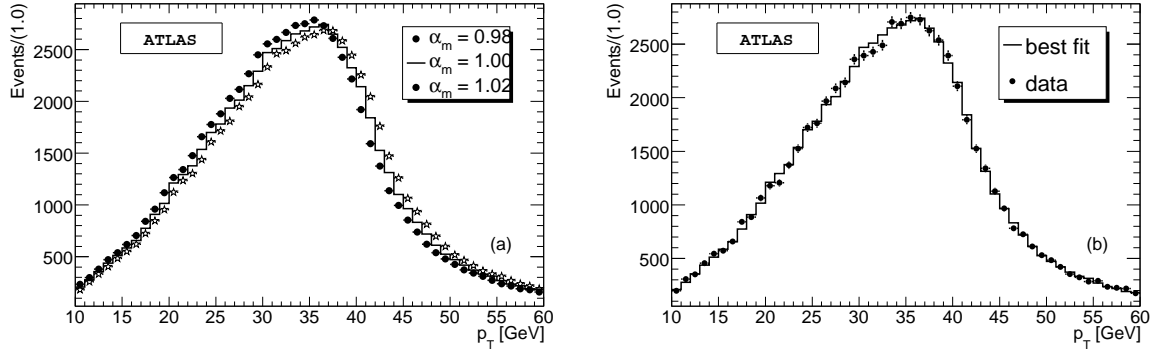 Events/(1.0)
2500
2000
1500
1000
500
ATLAS
α_m = 0.98
α_m = 1.00
α_m = 1.02
(a)
10 15 20 25 30 35 40 45 50 55 60
p_T [GeV]
Events/(1.0)
2500
2000
1500
1000
500
ATLAS
best fit
data
(b)
10 15 20 25 30 35 40 45 50 55 60
p_T [GeV]